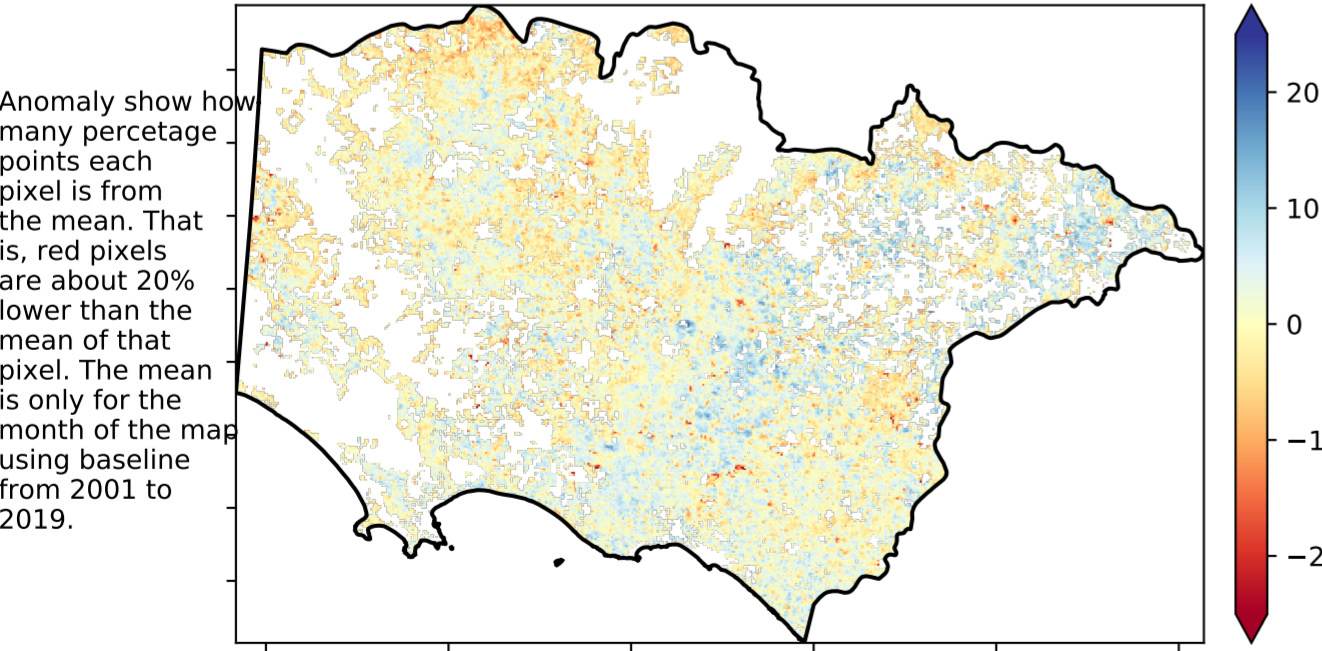 Anomaly show how
many percetage
points each
pixel is from
the mean. That
is, red pixels
are about 20%
lower than the
mean of that
pixel. The mean
is only for the
month of the map
using baseline
from 2001 to
2019.
20
10
0
−1
−2